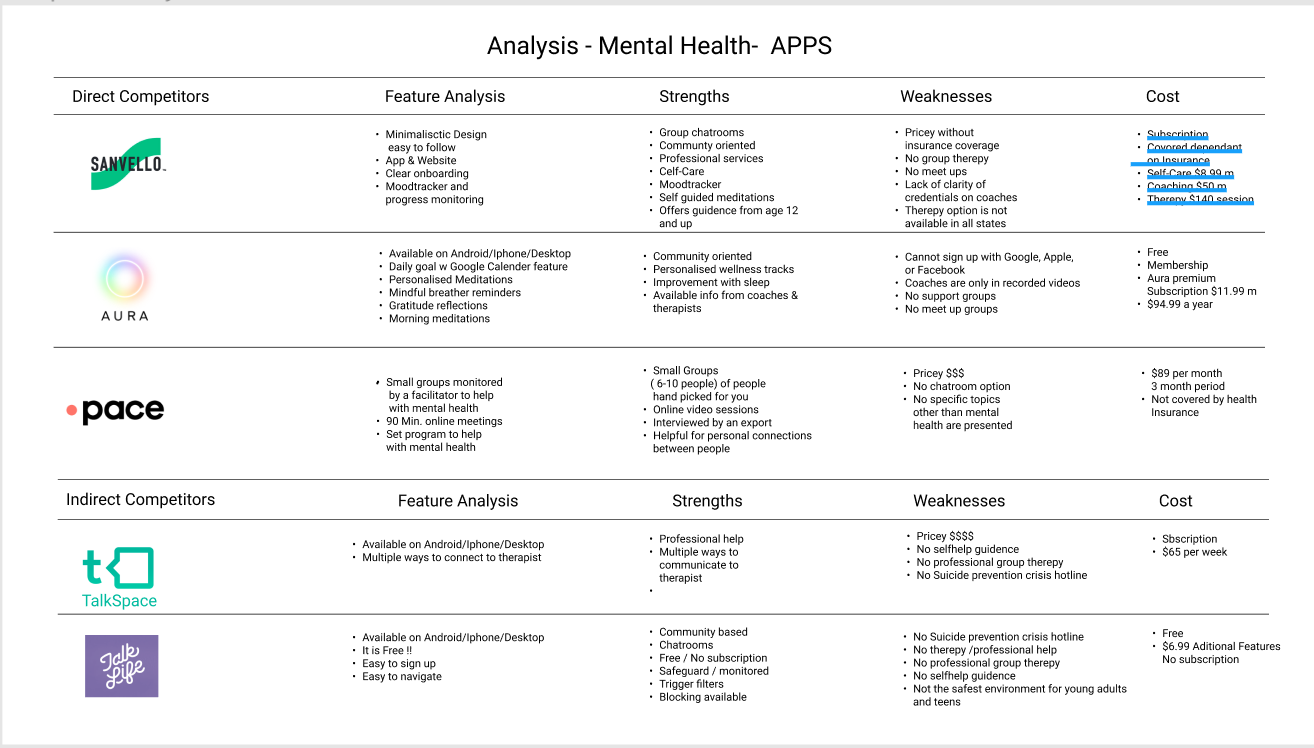 Analysis - Mental Health-  APPS
Direct Competitors
Feature Analysis
Strengths
Weaknesses
Cost
SANVELLO
• Minimalisctic Design
easy to follow
• App & Website
• Clear onboarding
• Moodtracker and
progress monitoring
• Group chatrooms
• Communty oriented
• Professional services
• Celf-Care
• Moodtracker
• Self guided meditations
• Offers guidence from age 12
and up
• Pricey without
insurance coverage
• No group therepy
• No meet ups
• Lack of clarity of
credentials on coaches
• Therepy option is not
available in all states
• Subscription
• Covored dependant
on Insurance
• Self-Care $8.99 m
• Coaching $50 m
• Therepy $140 session
AURA
• Available on Android/Iphone/Desktop
• Daily goal w Google Calender feature
• Personalised Meditations
• Mindful breather reminders
• Gratitude reflections
• Morning meditations
• Community oriented
• Personalised wellness tracks
• Improvement with sleep
• Available info from coaches &
therapists
• Cannot sign up with Google, Apple,
or Facebook
• Coaches are only in recorded videos
• No support groups
• No meet up groups
• Free
• Membership
• Aura premium
Subscription $11.99 m
• $94.99 a year
pace
• Small groups monitored
by a facilitator to help
with mental health
• 90 Min. online meetings
• Set program to help
with mental health
• Small Groups
( 6-10 people) of people
hand picked for you
• Online video sessions
• Interviewed by an export
• Helpful for personal connections
between people
• Pricey $$$
• No chatroom option
• No specific topics
other than mental
health are presented
• $89 per month
3 month period
• Not covered by health
Insurance
Indirect Competitors
Feature Analysis
Strengths
Weaknesses
Cost
t
TalkSpace
• Available on Android/Iphone/Desktop
• Multiple ways to connect to therapist
• Professional help
• Multiple ways to
communicate to
therapist
•
• Pricey $$$$
• No selfhelp guidence
• No professional group therepy
• No Suicide prevention crisis hotline
• Sbscription
• $65 per week
Talk
Life
• Available on Android/Iphone/Desktop
• It is Free !!
• Easy to sign up
• Easy to navigate
• Community based
• Chatrooms
• Free / No subscription
• Safeguard / monitored
• Trigger filters
• Blocking available
• No Suicide prevention crisis hotline
• No therepy /professional help
• No professional group therepy
• No selfhelp guidence
• Not the safest environment for young adults
and teens
• Free
• $6.99 Aditional Features
No subscription